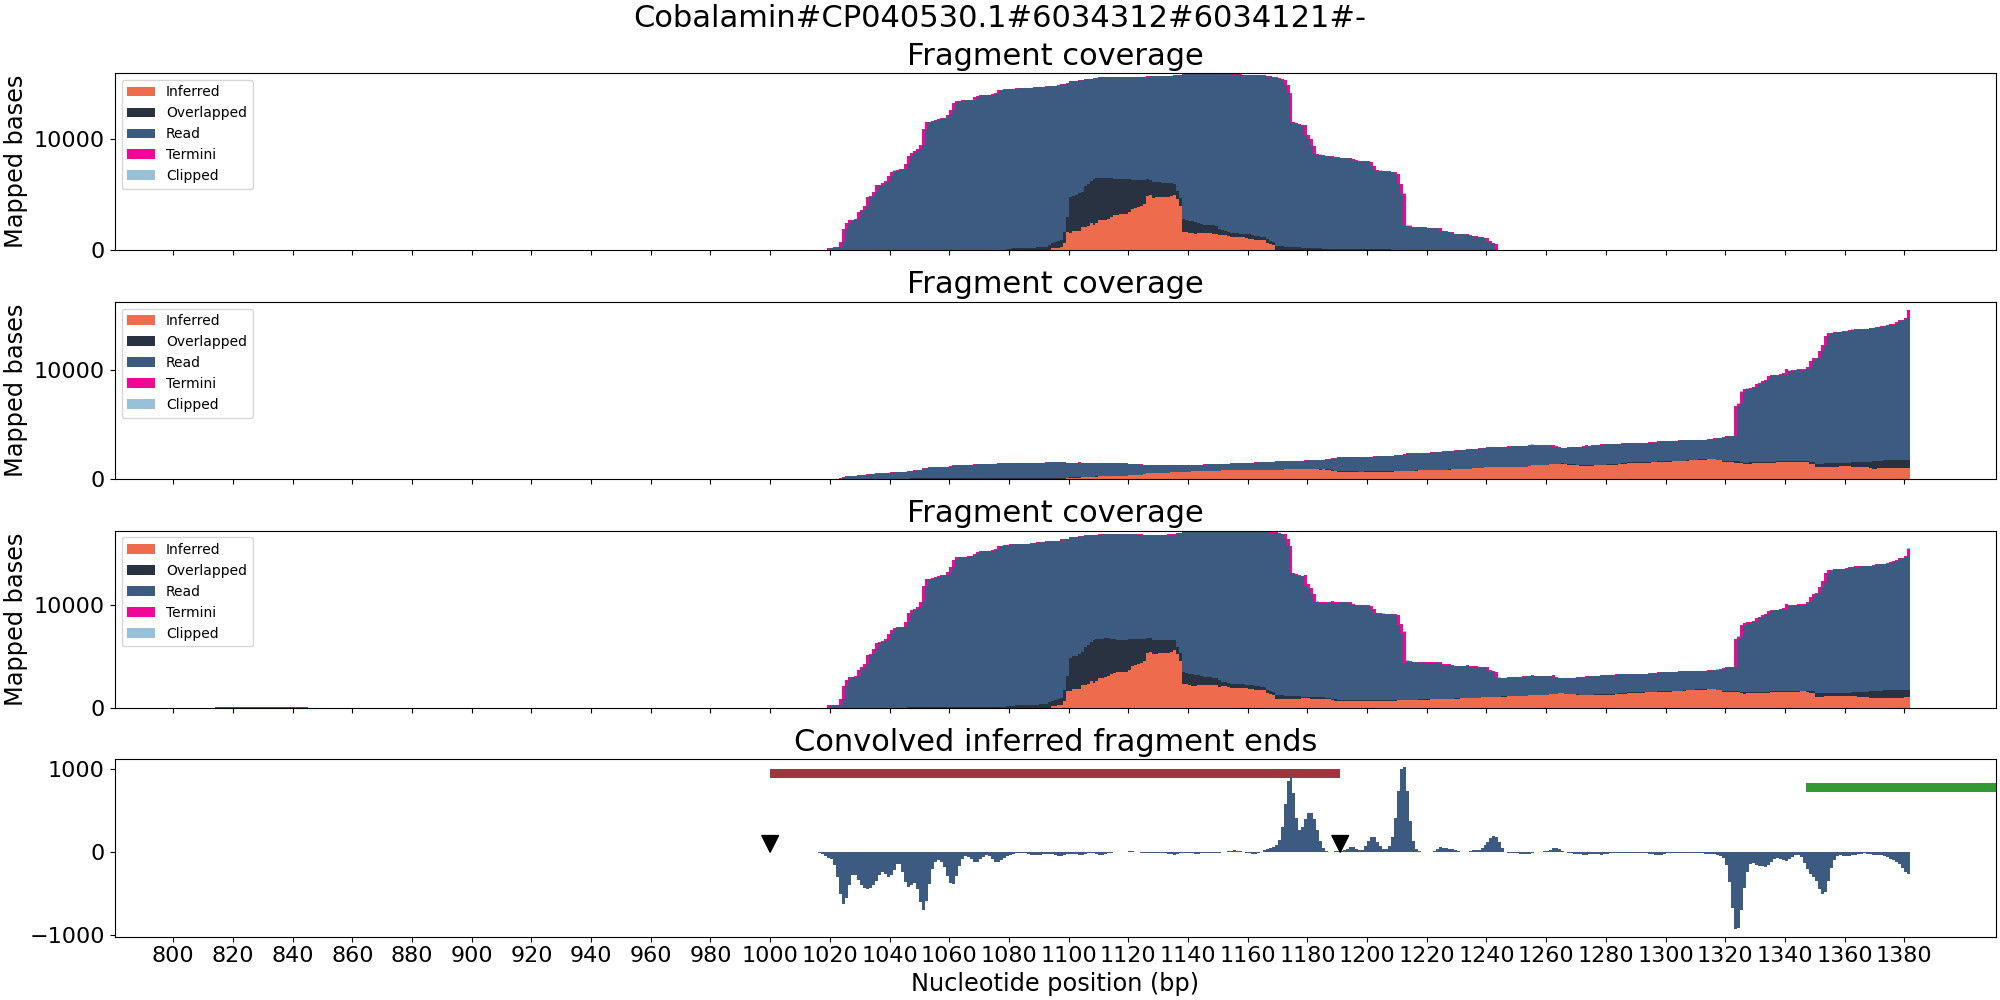 Cobalamin#CP040530.1#6034312#6034121#-
Fragment coverage
Mapped bases
10000
0
Inferred
Overlapped
Read
Termini
Clipped
Fragment coverage
Mapped bases
10000
0
Inferred
Overlapped
Read
Termini
Clipped
Fragment coverage
Mapped bases
10000
0
Inferred
Overlapped
Read
Termini
Clipped
Convolved inferred fragment ends
1000
0
−1000
800 820 840 860 880 900 920 940 960 980 1000 1020 1040 1060 1080 1100 1120 1140 1160 1180 1200 1220 1240 1260 1280 1300 1320 1340 1360 1380
Nucleotide position (bp)